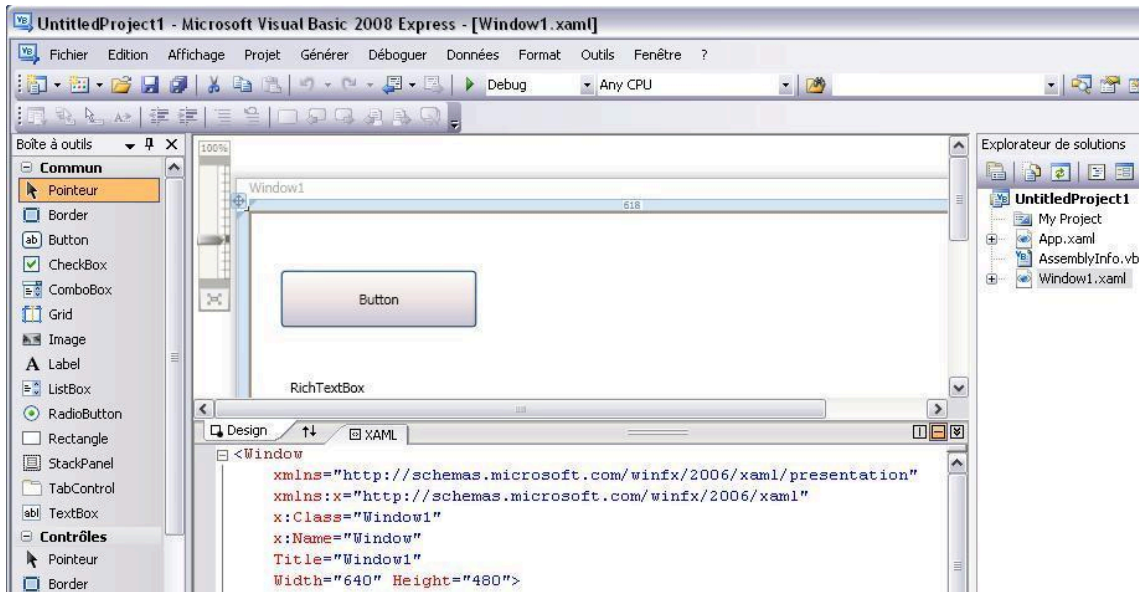 UntitledProject1 - Microsoft Visual Basic 2008 Express - [Window1.xaml]
Fichier Edition Affichage Projet Générer Déboguer Données Format Outils Fenêtre ?
Debug Any CPU
Boîte à outils
Commun
Pointeur
Border
Button
CheckBox
ComboBox
Grid
Image
Label
ListBox
RadioButton
Rectangle
StackPanel
TabControl
TextBox
Contrôles
Pointeur
Border
100%
Window1
618
Button
RichTextBox
Design XAML
<Window
xmlns="http://schemas.microsoft.com/winfx/2006/xaml/presentation"
xmlns:x="http://schemas.microsoft.com/winfx/2006/xaml"
x:Class="Window1"
x:Name="Window"
Title="Window1"
Width="640" Height="480">
Explorateur de solutions
UntitledProject1
My Project
App.xaml
AssemblyInfo.vb
Window1.xaml